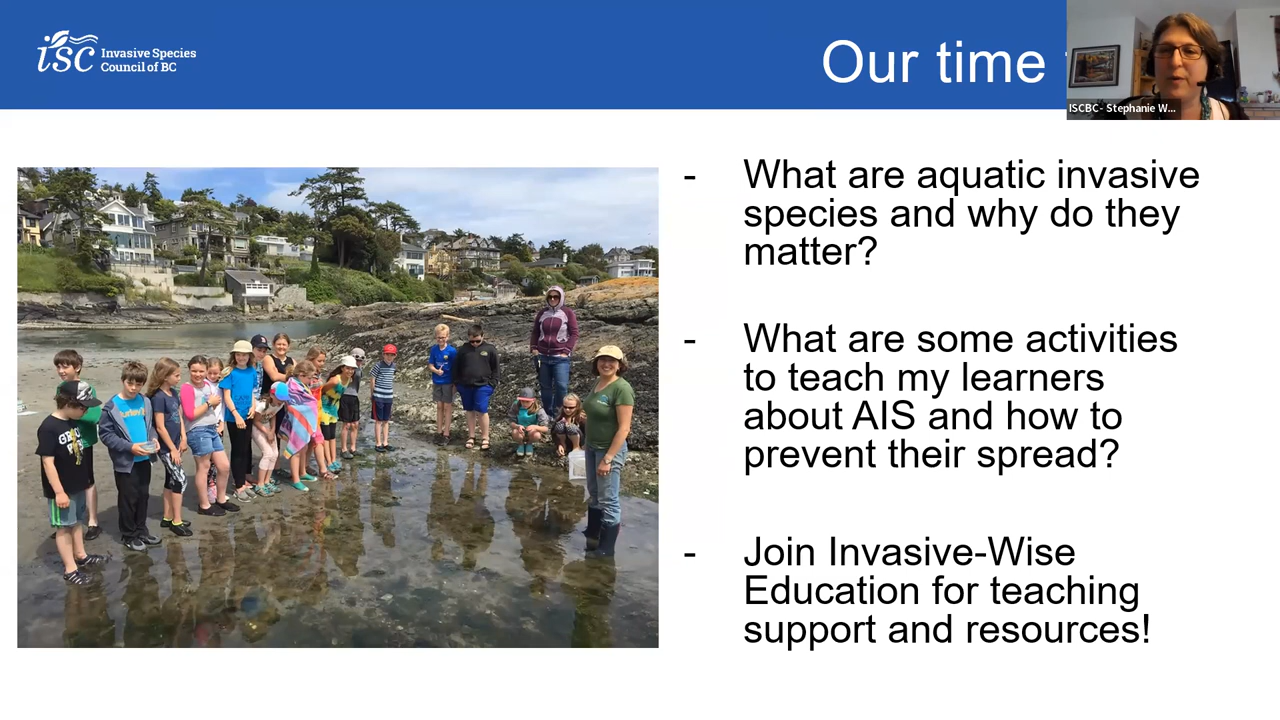 isc
Invasive Species
Council of BC
Our time
ISCBC- Stephanie W...
- What are aquatic invasive
species and why do they
matter?
- What are some activities
to teach my learners
about AIS and how to
prevent their spread?
- Join Invasive-Wise
Education for teaching
support and resources!